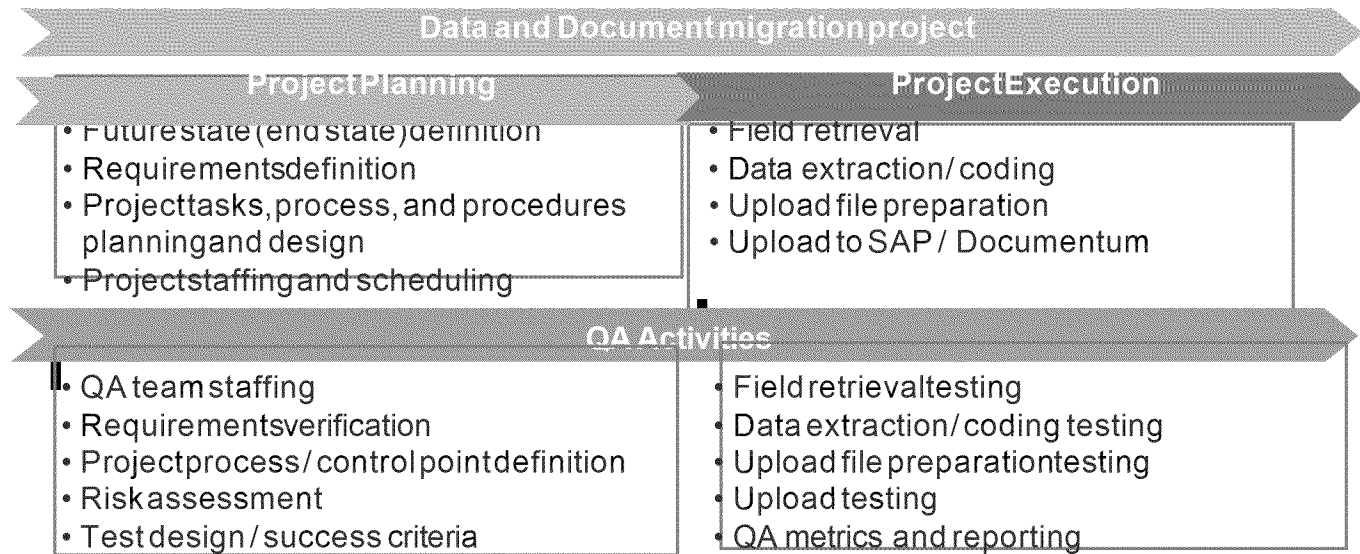 Data and Document migration project
Project Planning
Project Execution
• Future state (end state) definition
• Requirements definition
• Project tasks, process, and procedures
planning and design
• Project staffing and scheduling
• Field retrieval
• Data extraction / coding
• Upload file preparation
• Upload to SAP / Documentum
QA Activities
• QA team staffing
• Requirements verification
• Project process / control point definition
• Risk assessment
• Test design / success criteria
• Field retrieval testing
• Data extraction / coding testing
• Upload file preparation testing
• Upload testing
• QA metrics and reporting